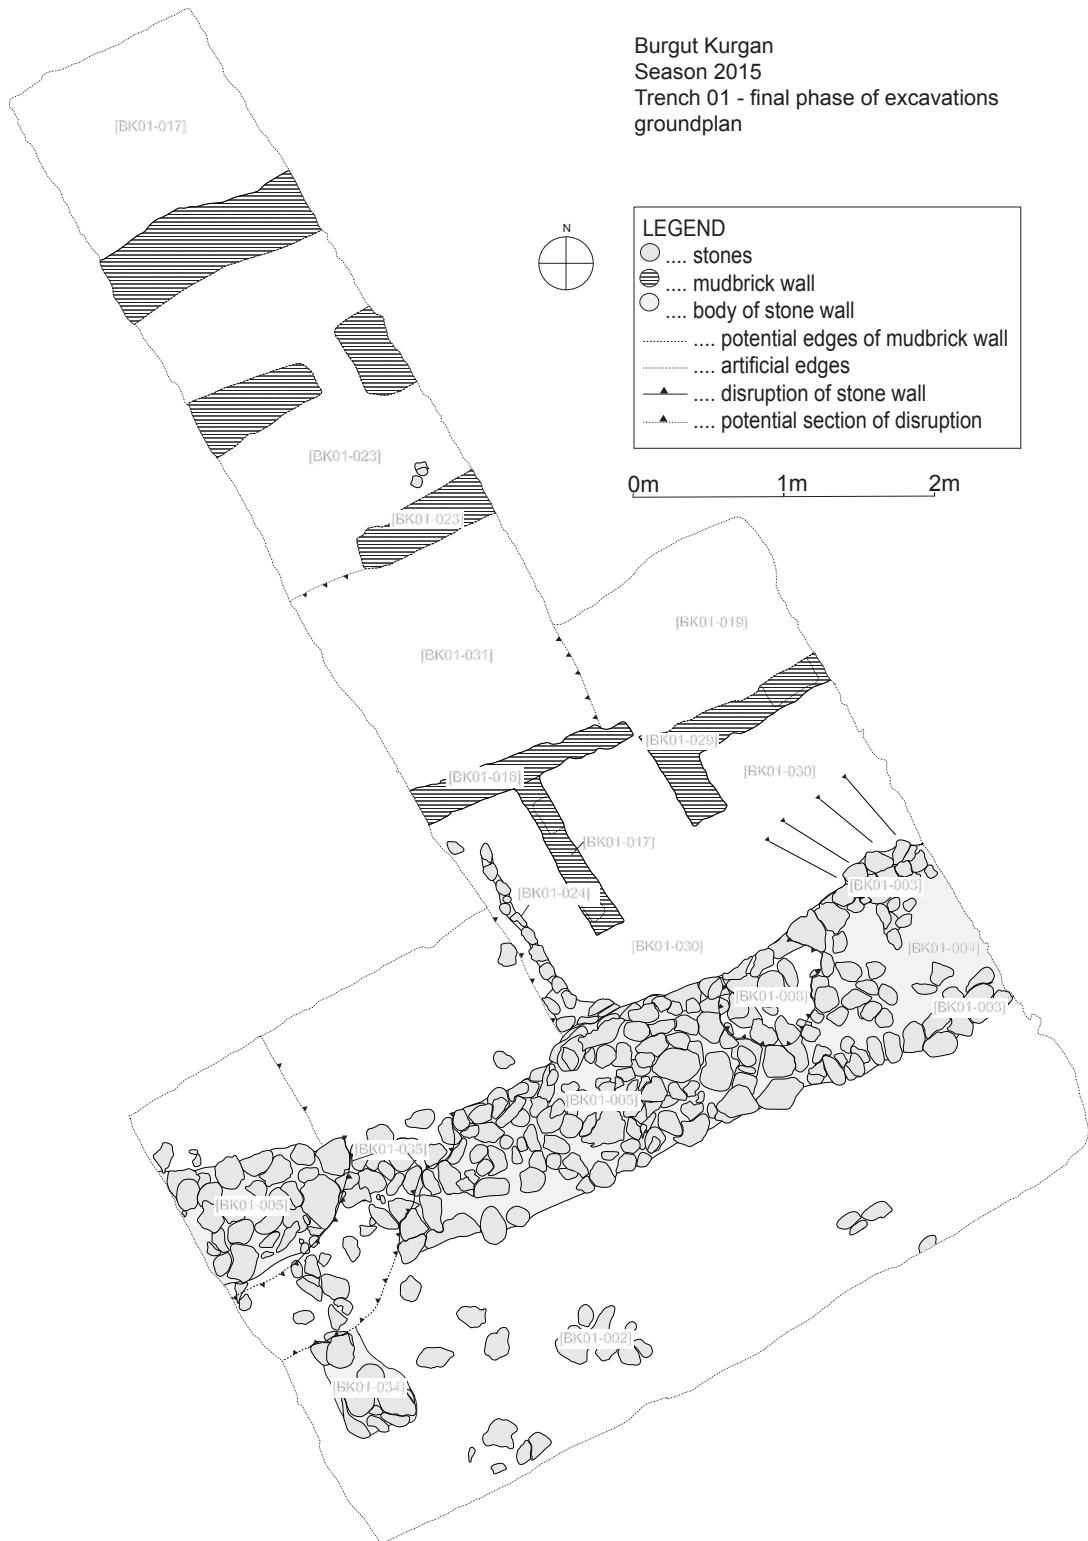 Burgut Kurgan
Season 2015
Trench 01 - final phase of excavations
groundplan
[BK01-017]
N
LEGEND
.... stones
.... mudbrick wall
.... body of stone wall
.... potential edges of mudbrick wall
.... artificial edges
.... disruption of stone wall
.... potential section of disruption
[BK01-023]
0m 1m 2m
[BK01-023]
[BK01-019]
[BK01-031]
[BK01-029]
[BK01-016]
[BK01-030]
[BK01-017]
[BK01-003]
[BK01-024]
[BK01-030]
[BK01-004]
[BK01-008]
[BK01-003]
[BK01-005]
[BK01-035]
[BK01-005]
[BK01-002]
[BK01-034]